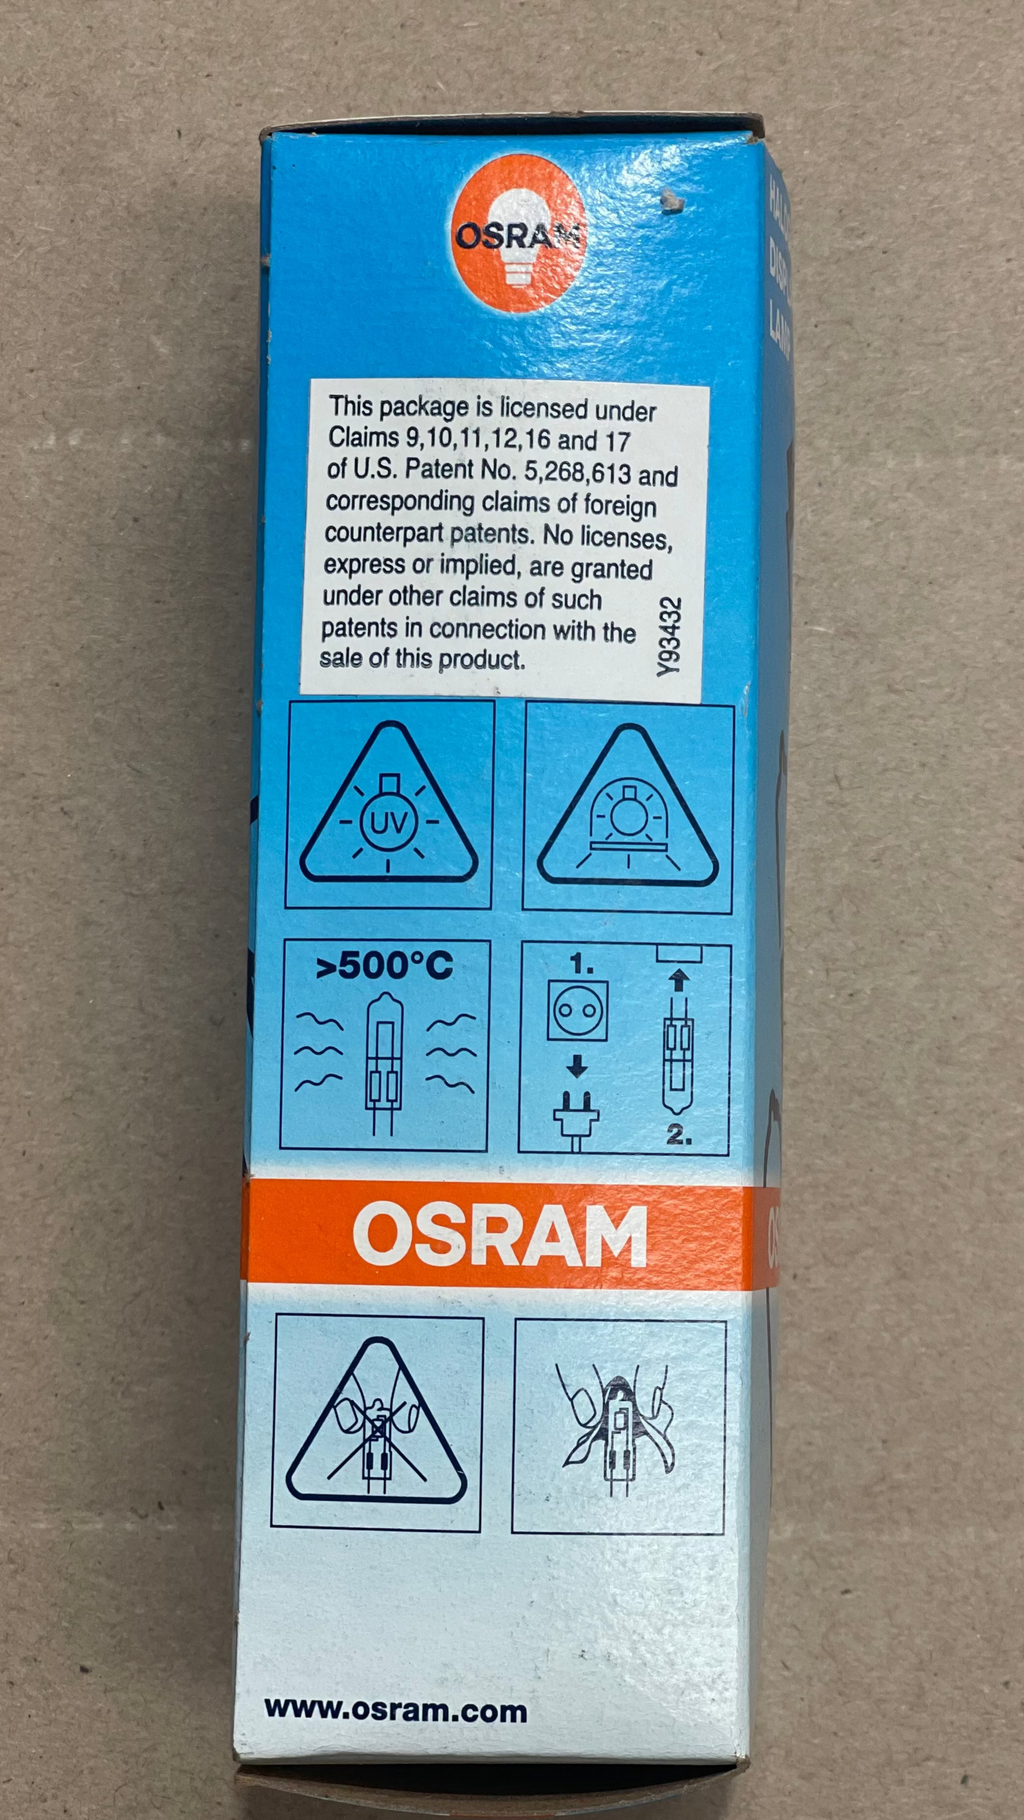 OSRAM
This package is licensed under
Claims 9,10,11,12,16 and 17
of U.S. Patent No. 5,268,613 and
corresponding claims of foreign
counterpart patents. No licenses,
express or implied, are granted
under other claims of such
patents in connection with the
sale of this product.
Y93432
UV
>500°C
1.
2.
OSRAM
www.osram.com